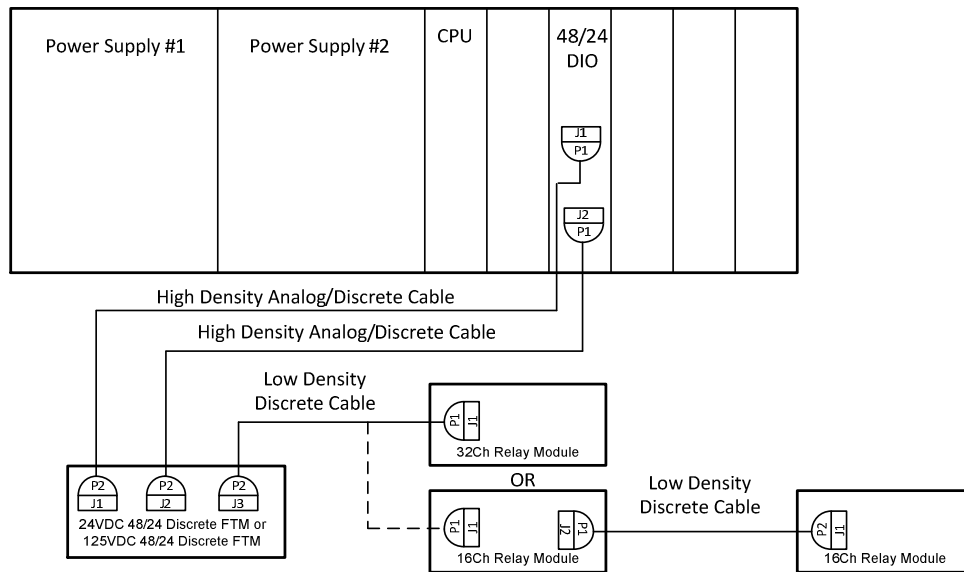 Power Supply #1
Power Supply #2
CPU
48/24
DIO
J1
P1
J2
P1
High Density Analog/Discrete Cable
High Density Analog/Discrete Cable
Low Density
Discrete Cable
P1
J1
32Ch Relay Module
OR
P2
J1
P2
J2
P2
J3
24VDC 48/24 Discrete FTM or
125VDC 48/24 Discrete FTM
P1
J1
P1
J2
16Ch Relay Module
Low Density
Discrete Cable
P2
J1
16Ch Relay Module